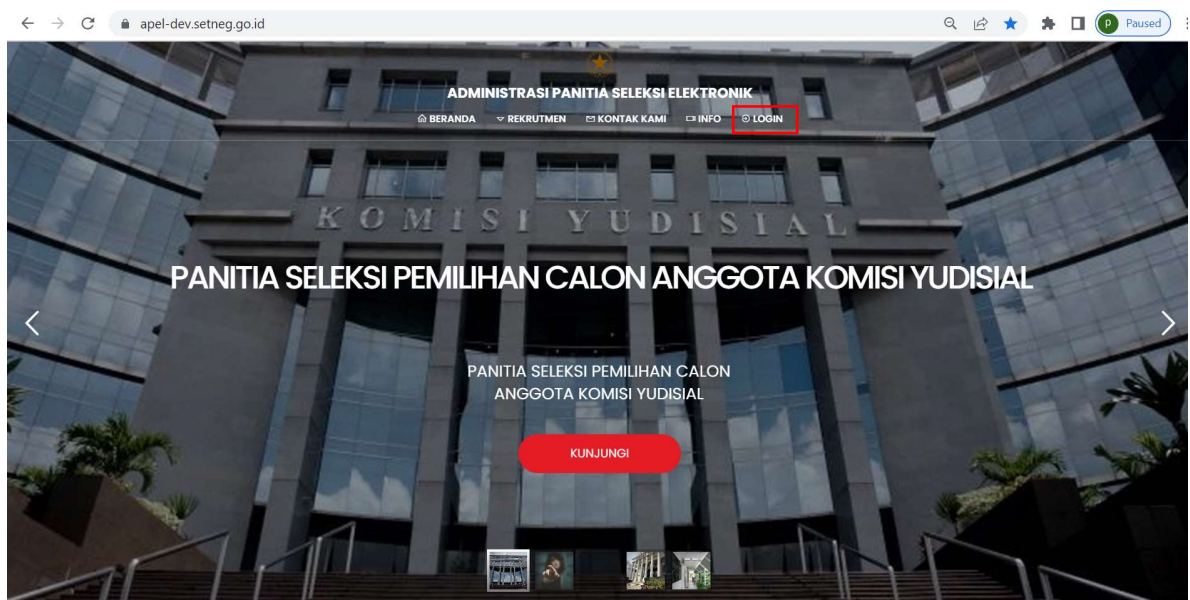 apel-dev.setneg.go.id
P Paused
ADMINISTRASI PANITIA SELEKSI ELEKTRONIK
BERANDA REKRUTMEN KONTAK KAMI INFO LOGIN
KOMISI YUDISIAL
PANITIA SELEKSI PEMILIHAN CALON ANGGOTA KOMISI YUDISIAL
PANITIA SELEKSI PEMILIHAN CALON
ANGGOTA KOMISI YUDISIAL
KUNJUNGI